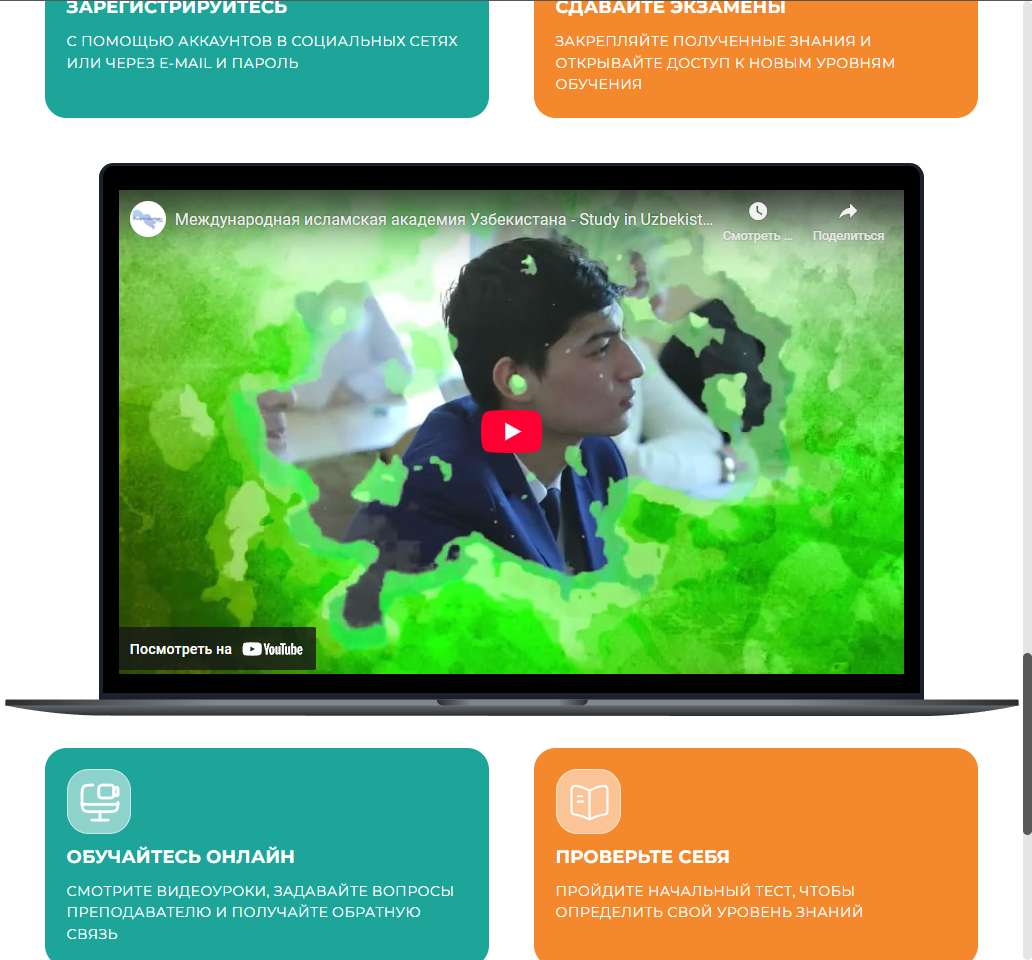 ЗАРЕГИСТРИРУЙТЕСЬ
С ПОМОЩЬЮ АККАУНТОВ В СОЦИАЛЬНЫХ СЕТЯХ
ИЛИ ЧЕРЕЗ E-MAIL И ПАРОЛЬ
СДАВАЙТЕ ЭКЗАМЕНЫ
ЗАКРЕПЛЯЙТЕ ПОЛУЧЕННЫЕ ЗНАНИЯ И
ОТКРЫВАЙТЕ ДОСТУП К НОВЫМ УРОВНЯМ
ОБУЧЕНИЯ
Международная исламская академия Узбекистана - Study in Uzbekist...
Смотреть ...
Поделиться
Посмотреть на YouTube
ОБУЧАЙТЕСЬ ОНЛАЙН
СМОТРИТЕ ВИДЕОУРОКИ, ЗАДАВАЙТЕ ВОПРОСЫ
ПРЕПОДАВАТЕЛЮ И ПОЛУЧАЙТЕ ОБРАТНУЮ
СВЯЗЬ
ПРОВЕРЬТЕ СЕБЯ
ПРОЙДИТЕ НАЧАЛЬНЫЙ ТЕСТ, ЧТОБЫ
ОПРЕДЕЛИТЬ СВОЙ УРОВЕНЬ ЗНАНИЙ